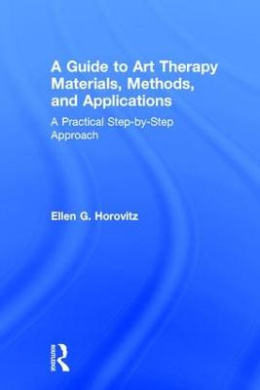 A Guide to Art Therapy
Materials, Methods,
and Applications
A Practical Step-by-Step
Approach
Ellen G. Horovitz
ROUTLEDGE